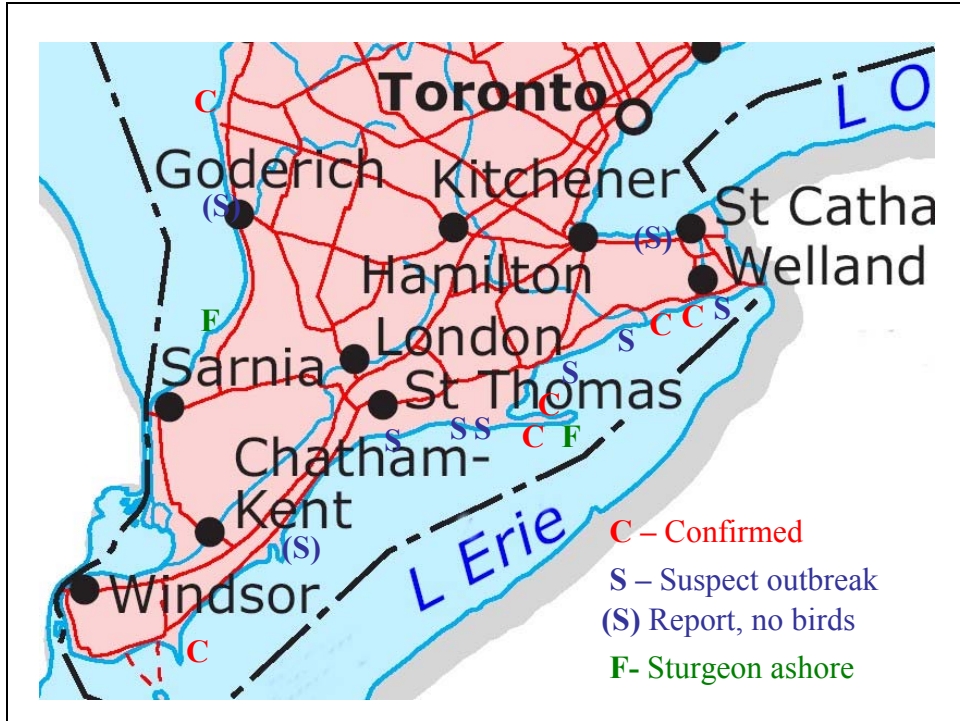 Toronto
L O
C
Goderich
(S)
Kitchener
St Catha
(S)
Hamilton
Welland
S
C
C
F
S
London
Sarnia
S
St Thomas
C
S
S S
C
F
Chatham-
Kent
(S)
L Erie
C – Confirmed
S – Suspect outbreak
(S) Report, no birds
Windsor
C
F- Sturgeon ashore